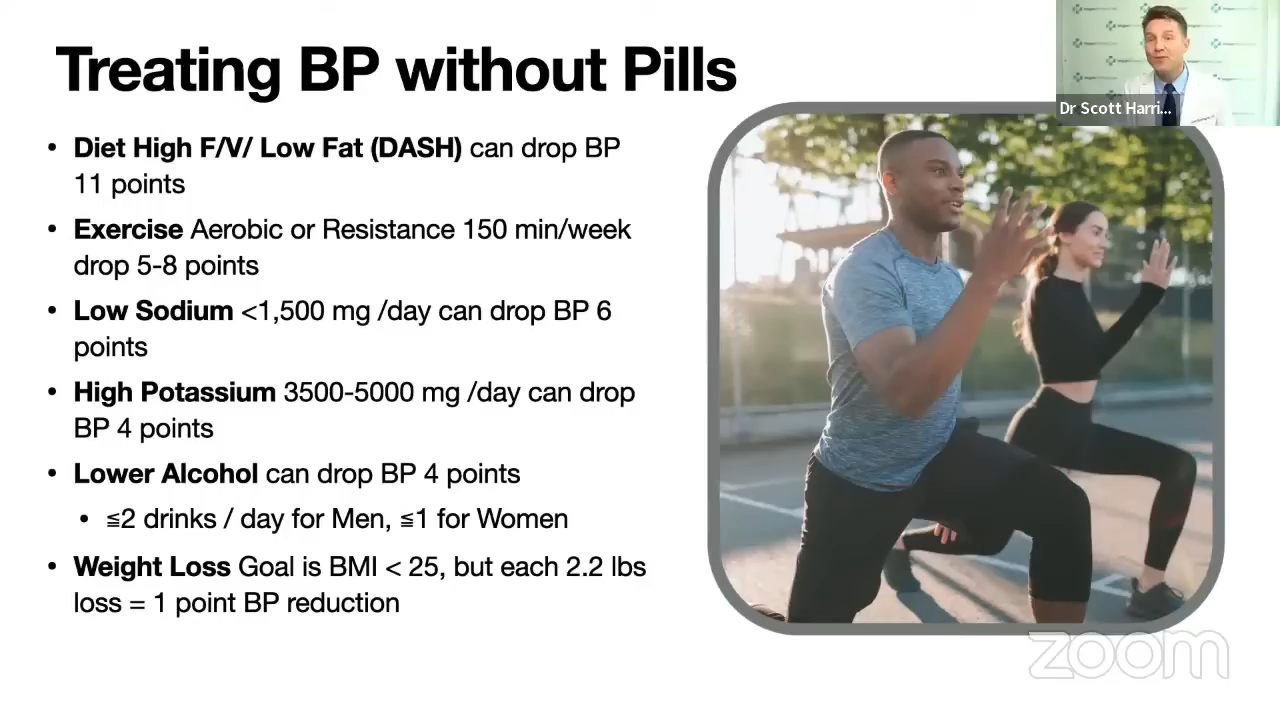 Treating BP without Pills
Dr Scott Harri...
• Diet High F/V/ Low Fat (DASH) can drop BP
11 points
• Exercise Aerobic or Resistance 150 min/week
drop 5-8 points
• Low Sodium <1,500 mg /day can drop BP 6
points
• High Potassium 3500-5000 mg /day can drop
BP 4 points
• Lower Alcohol can drop BP 4 points
• ≦2 drinks / day for Men, ≦1 for Women
• Weight Loss Goal is BMI < 25, but each 2.2 lbs
loss = 1 point BP reduction
zoom